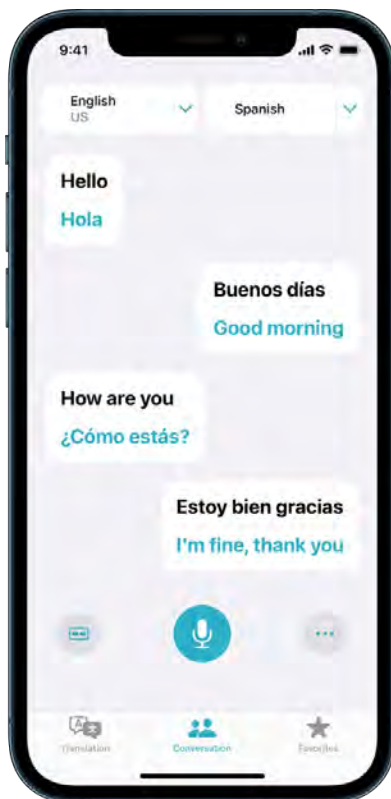 9:41
English
US
Spanish
Hello
Hola
Buenos días
Good morning
How are you
¿Cómo estás?
Estoy bien gracias
I'm fine, thank you
Translation
Conversation
Favorites